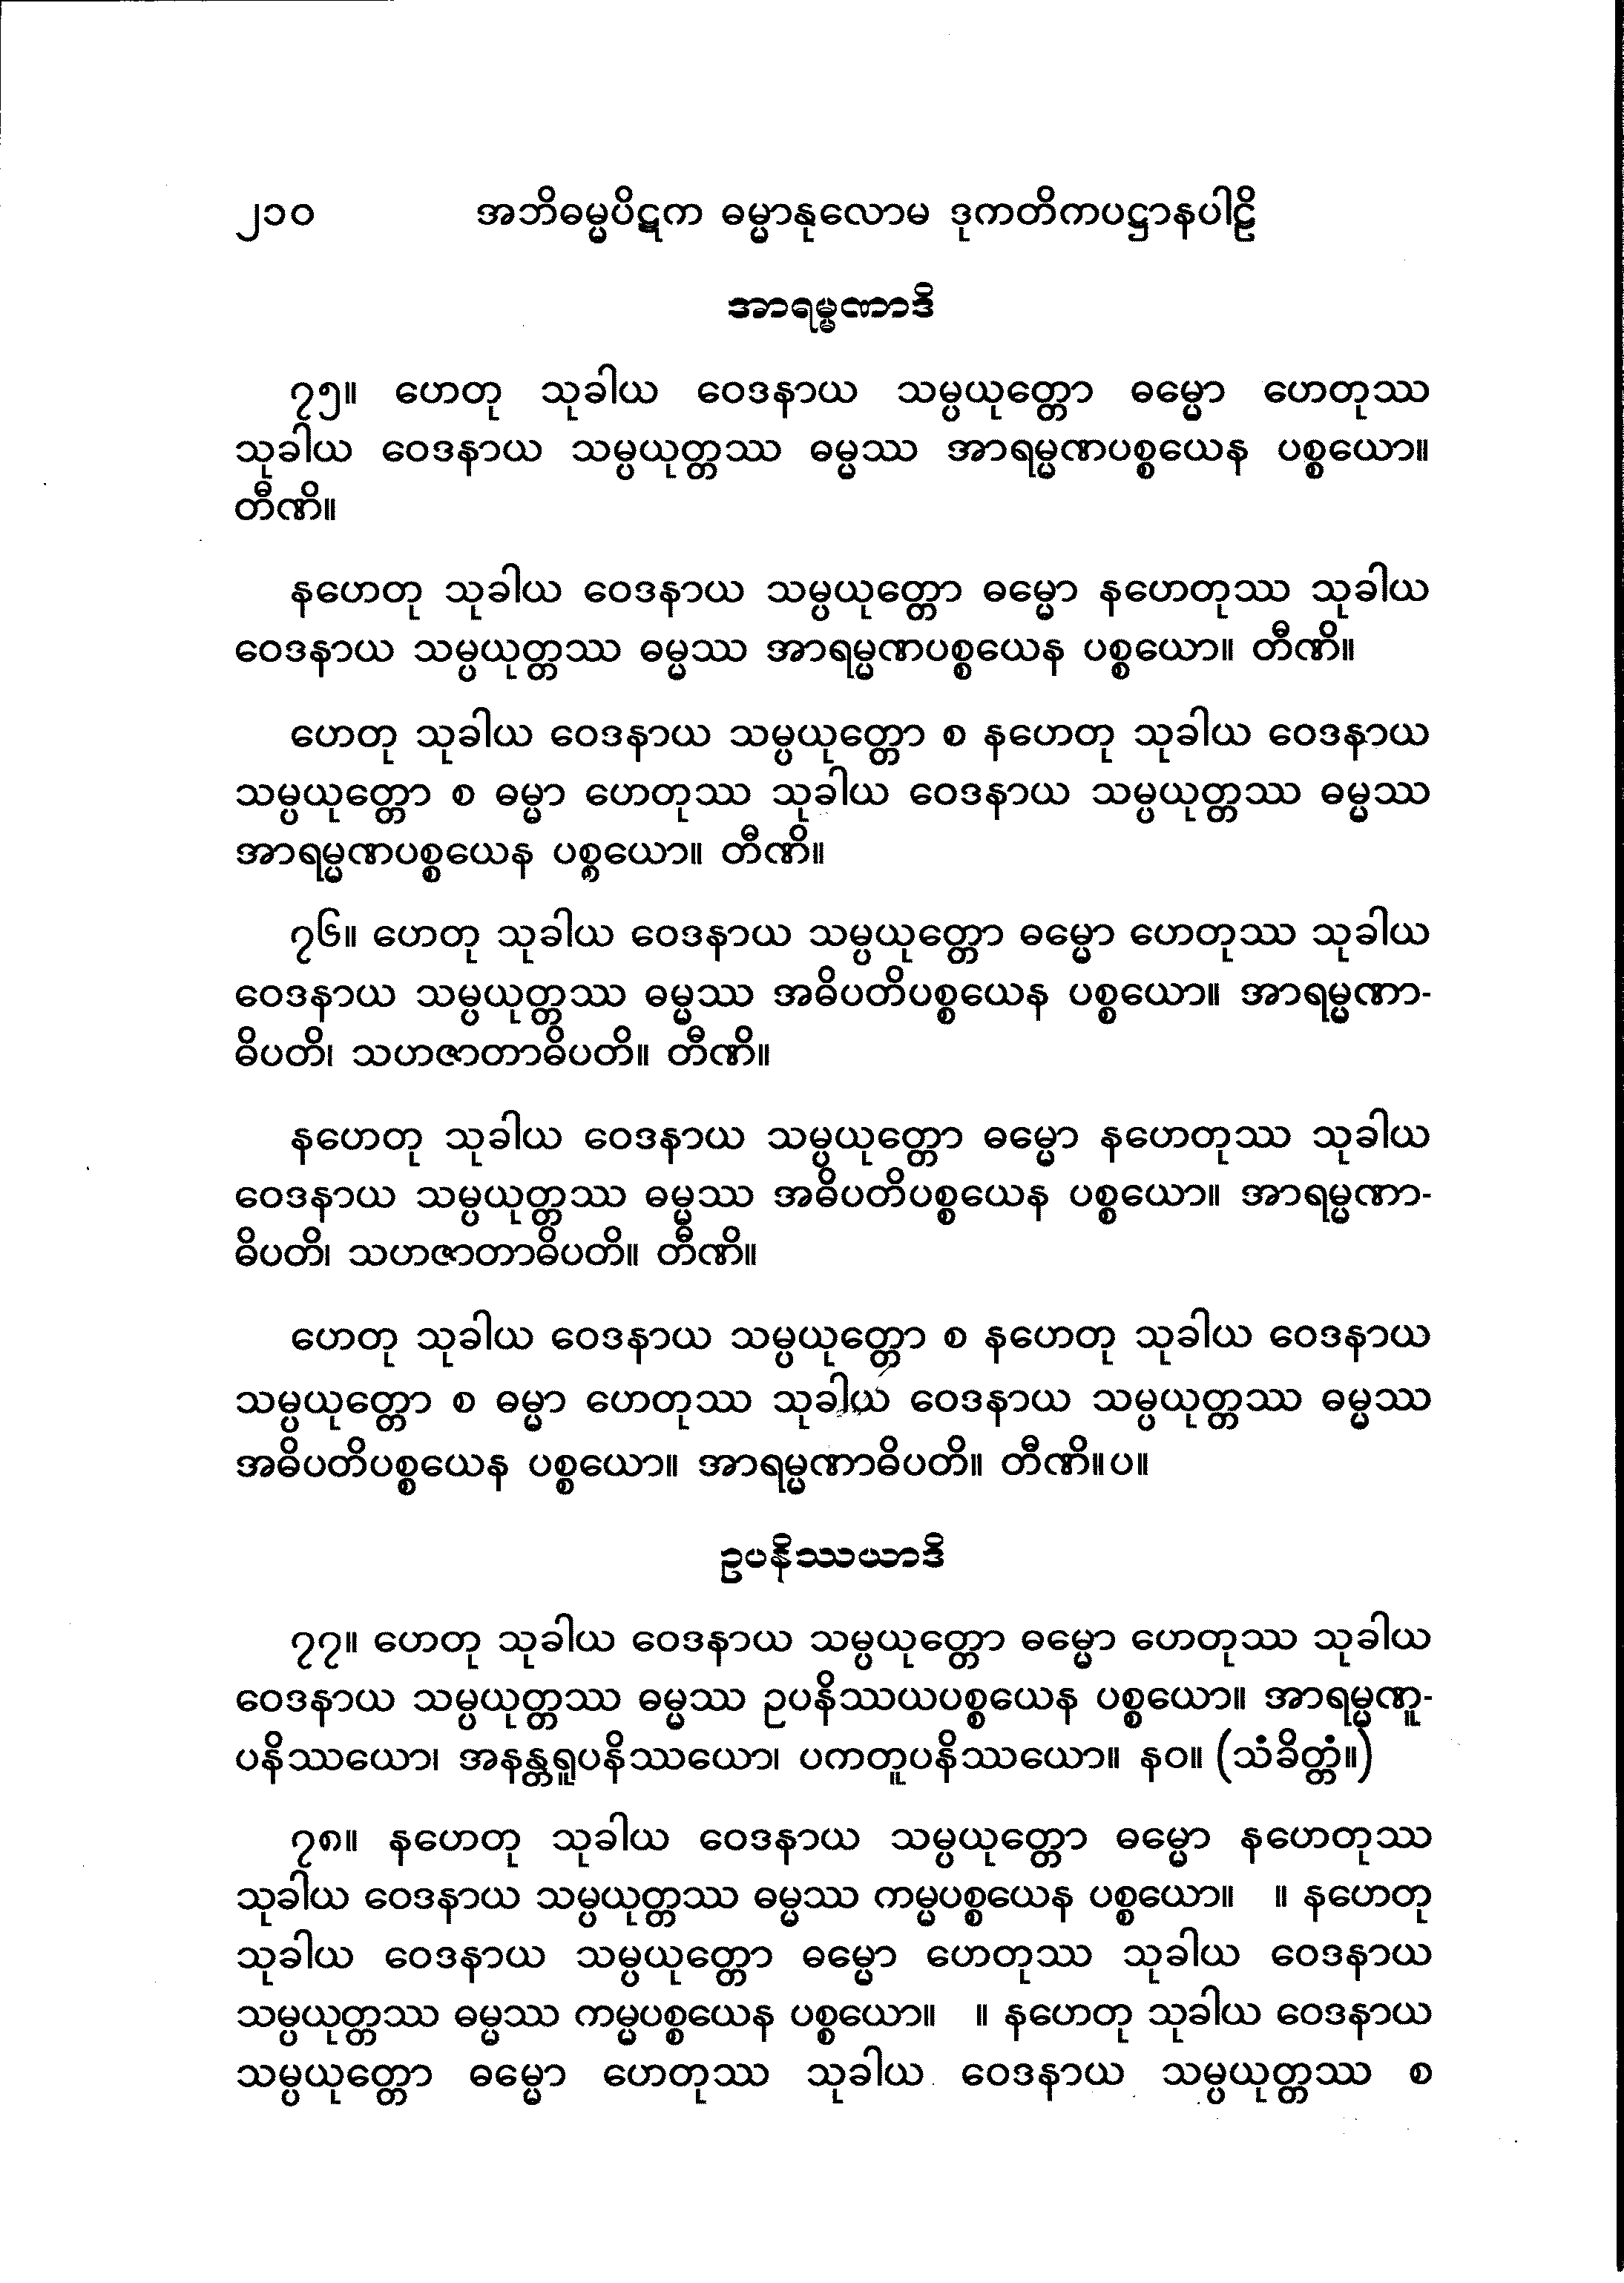 ၂၁၀ အဘိဓမ္မပိဋက ဓမ္မာနုလောမ ဒုကတိကပဋ္ဌာနပါဠိ
အာရမ္မဏာဒိ
၇၅။ ဟေတု သုခါယ ဝေဒနာယ သမ္ပယုတ္တော ဓမ္မော ဟေတုဿ
သုခါယ ဝေဒနာယ သမ္ပယုတ္တဿ ဓမ္မဿ အာရမ္မဏပစ္စယေန ပစ္စယော။
တီဏိ။
နဟေတု သုခါယ ဝေဒနာယ သမ္ပယုတ္တော ဓမ္မော နဟေတုဿ သုခါယ
ဝေဒနာယ သမ္ပယုတ္တဿ ဓမ္မဿ အာရမ္မဏပစ္စယေန ပစ္စယော။ တီဏိ။
ဟေတု သုခါယ ဝေဒနာယ သမ္ပယုတ္တော စ နဟေတု သုခါယ ဝေဒနာယ
သမ္ပယုတ္တော စ ဓမ္မာ ဟေတုဿ သုခါယ ဝေဒနာယ သမ္ပယုတ္တဿ ဓမ္မဿ
အာရမ္မဏပစ္စယေန ပစ္စယော။ တီဏိ။
၇၆။ ဟေတု သုခါယ ဝေဒနာယ သမ္ပယုတ္တော ဓမ္မော ဟေတုဿ သုခါယ
ဝေဒနာယ သမ္ပယုတ္တဿ ဓမ္မဿ အဓိပတိပစ္စယေန ပစ္စယော။ အာရမ္မဏာ-
ဓိပတိ၊ သဟဇာတာဓိပတိ။ တီဏိ။
နဟေတု သုခါယ ဝေဒနာယ သမ္ပယုတ္တော ဓမ္မော နဟေတုဿ သုခါယ
ဝေဒနာယ သမ္ပယုတ္တဿ ဓမ္မဿ အဓိပတိပစ္စယေန ပစ္စယော။ အာရမ္မဏာ-
ဓိပတိ၊ သဟဇာတာဓိပတိ။ တီဏိ။
ဟေတု သုခါယ ဝေဒနာယ သမ္ပယုတ္တော စ နဟေတု သုခါယ ဝေဒနာယ
သမ္ပယုတ္တော စ ဓမ္မာ ဟေတုဿ သုခါယ ဝေဒနာယ သမ္ပယုတ္တဿ ဓမ္မဿ
အဓိပတိပစ္စယေန ပစ္စယော။ အာရမ္မဏာဓိပတိ။ တီဏိ။ပ။
ဥပနိဿယာဒိ
၇၇။ ဟေတု သုခါယ ဝေဒနာယ သမ္ပယုတ္တော ဓမ္မော ဟေတုဿ သုခါယ
ဝေဒနာယ သမ္ပယုတ္တဿ ဓမ္မဿ ဥပနိဿယပစ္စယေန ပစ္စယော။ အာရမ္မဏူ-
ပနိဿယော၊ အနန္တရူပနိဿယော၊ ပကတူပနိဿယော။ နဝ။ (သံခိတ္တံ။)
၇၈။ နဟေတု သုခါယ ဝေဒနာယ သမ္ပယုတ္တော ဓမ္မော နဟေတုဿ
သုခါယ ဝေဒနာယ သမ္ပယုတ္တဿ ဓမ္မဿ ကမ္မပစ္စယေန ပစ္စယော။ ။ နဟေတု
သုခါယ ဝေဒနာယ သမ္ပယုတ္တော ဓမ္မော ဟေတုဿ သုခါယ ဝေဒနာယ
သမ္ပယုတ္တဿ ဓမ္မဿ ကမ္မပစ္စယေန ပစ္စယော။ ။ နဟေတု သုခါယ ဝေဒနာယ
သမ္ပယုတ္တော ဓမ္မော ဟေတုဿ သုခါယ ဝေဒနာယ သမ္ပယုတ္တဿ စ